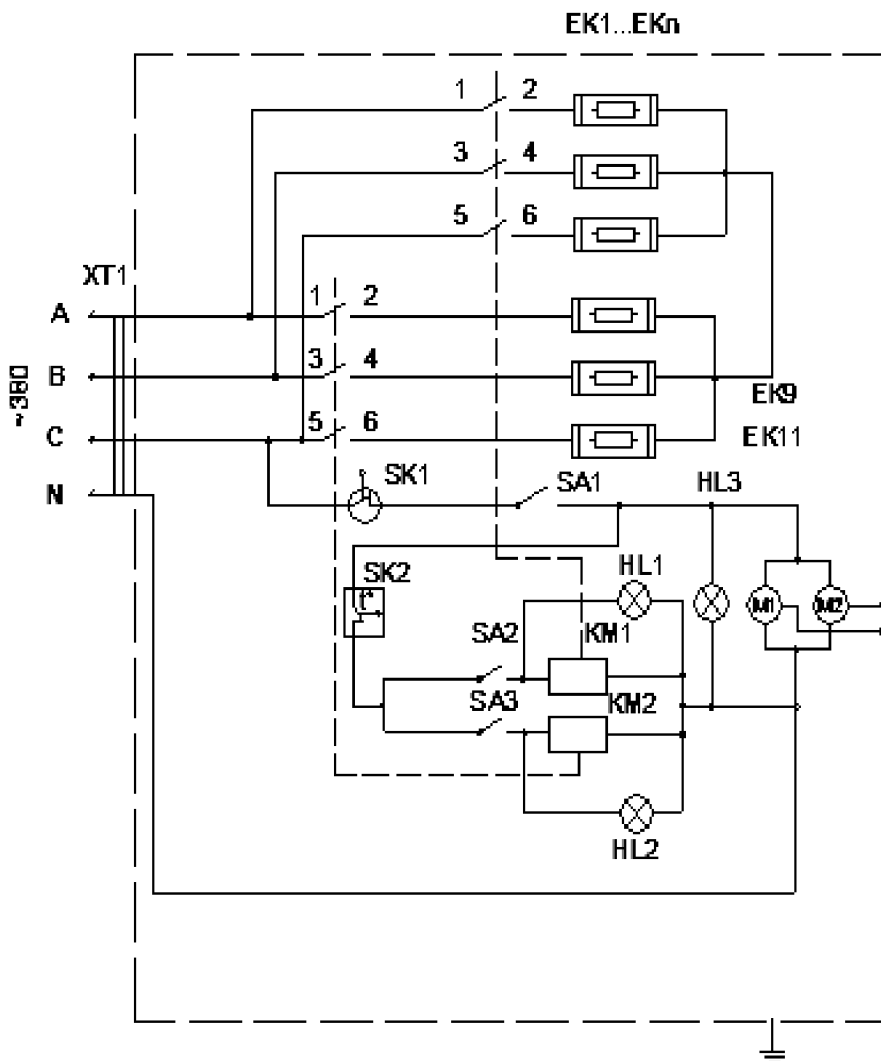 EK1...EKn
1 2
3 4
5 6
XT1
A
1 2
~380
B
3 4
EK9
C
5 6
EK11
N
SK1
SA1
HL3
SK2
t°
HL1
M1
M2
SA2
KM1
SA3
KM2
HL2